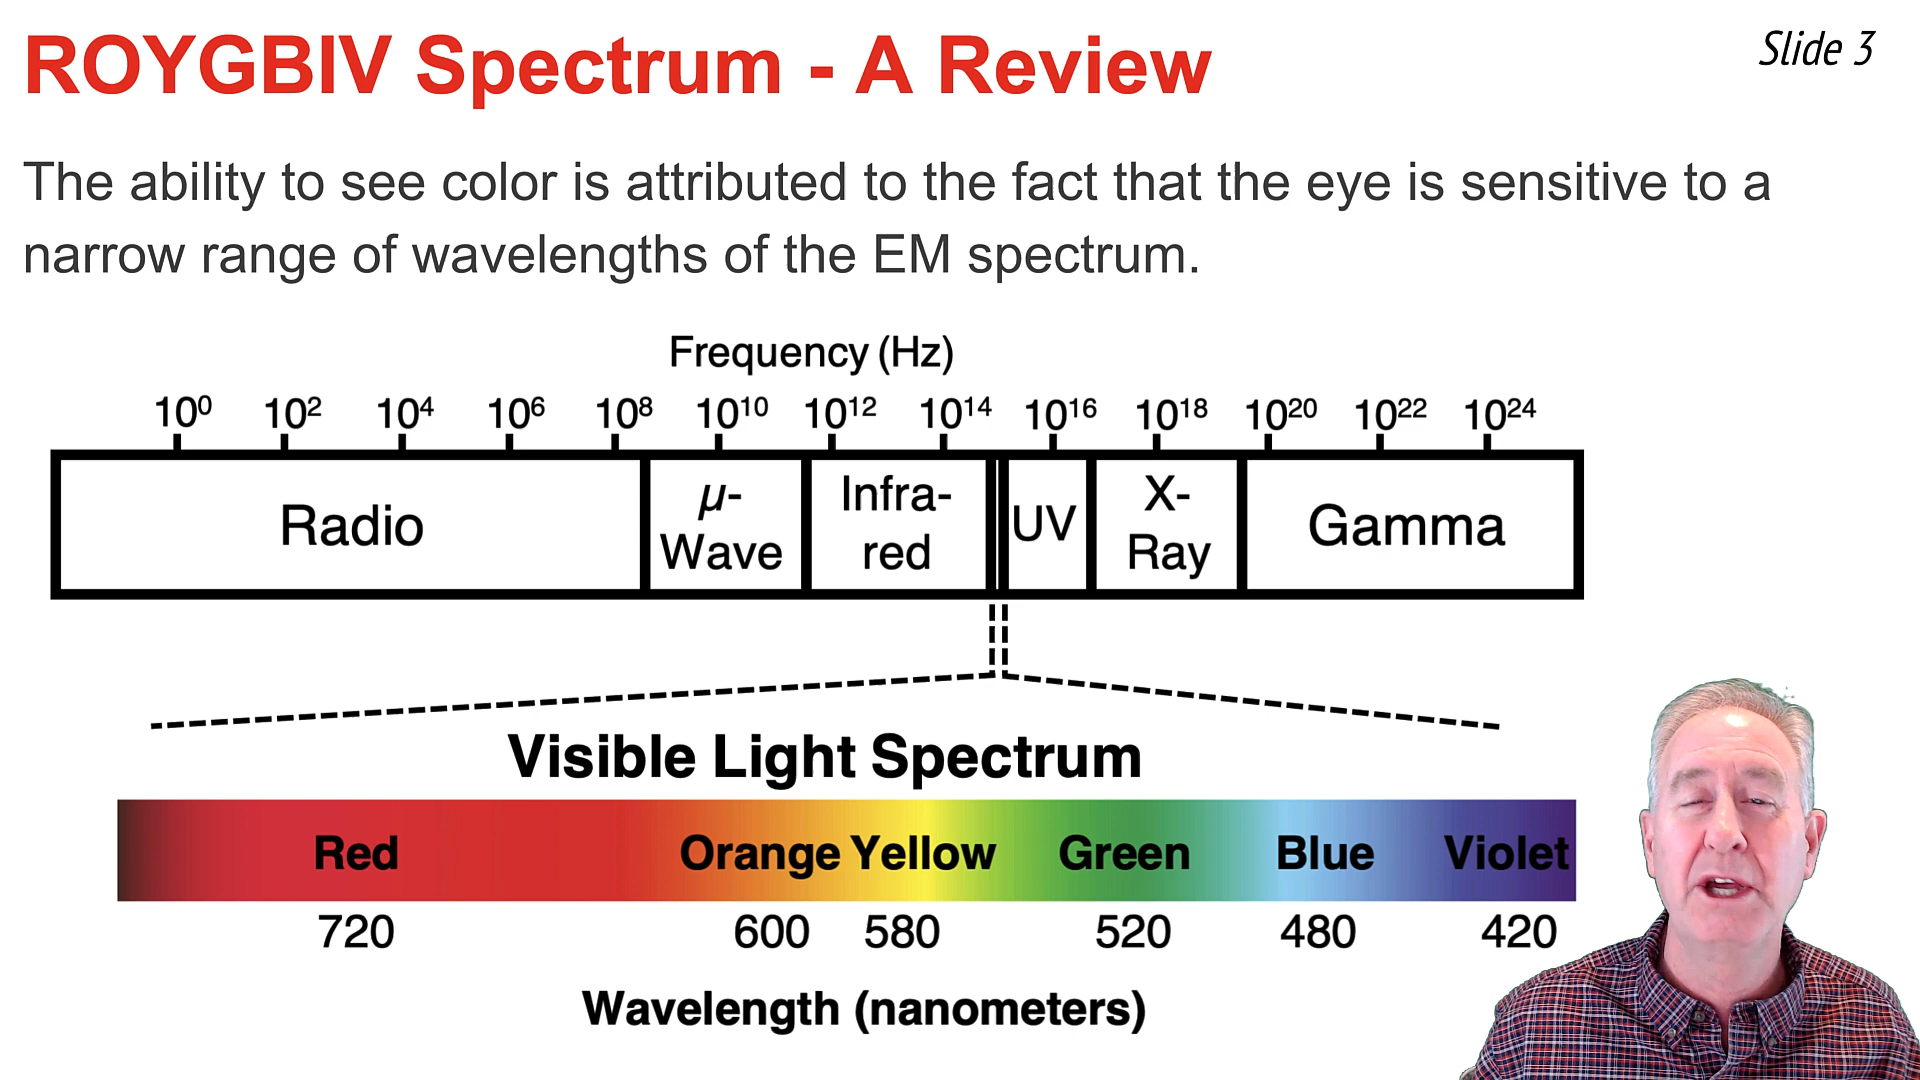 ROYGBIV Spectrum - A Review
Slide 3
The ability to see color is attributed to the fact that the eye is sensitive to a
narrow range of wavelengths of the EM spectrum.
Frequency (Hz)
10⁰ 10² 10⁴ 10⁶ 10⁸ 10¹⁰ 10¹² 10¹⁴ 10¹⁶ 10¹⁸ 10²⁰ 10²² 10²⁴
Radio
μ-
Wave
Infra-
red
UV
X-
Ray
Gamma
Visible Light Spectrum
Red Orange Yellow Green Blue Violet
720 600 580 520 480 420
Wavelength (nanometers)